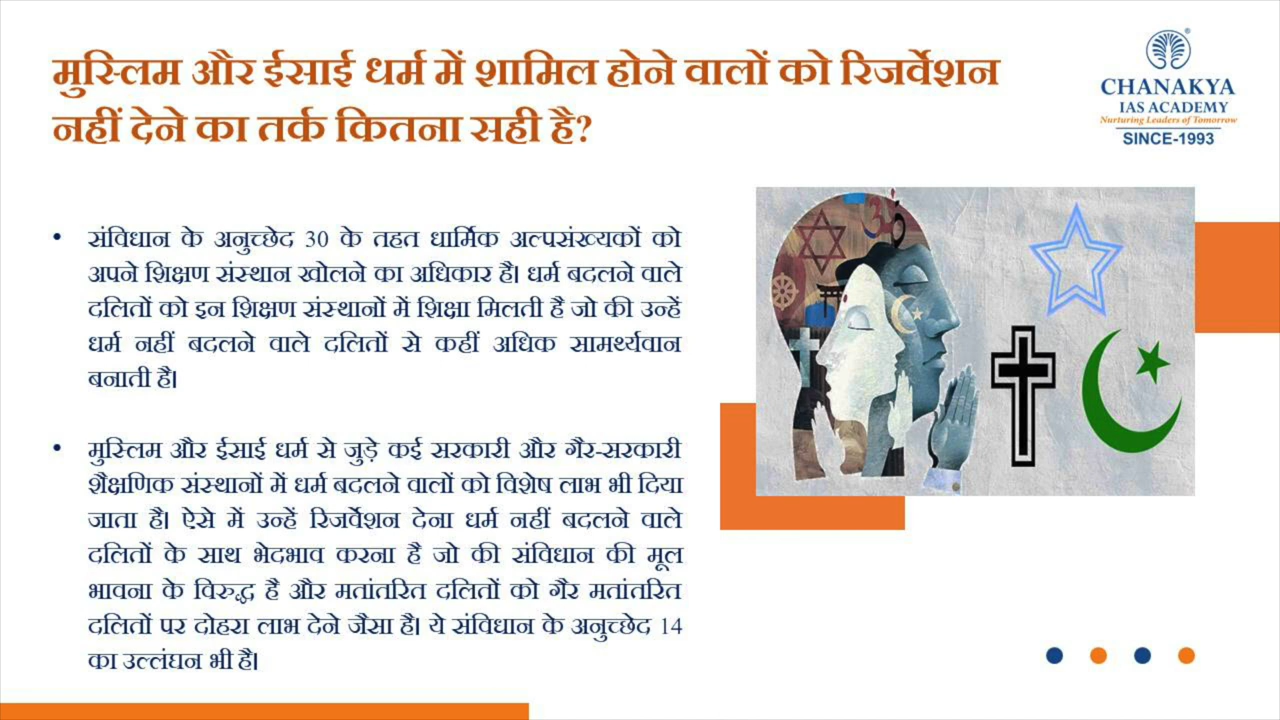 मुस्लिम और ईसाई धर्म में शामिल होने वालों को रिजर्वेशन
नहीं देने का तर्क कितना सही है?
CHANAKYA
IAS ACADEMY
Nurturing Leaders of Tomorrow
SINCE-1993
• संविधान के अनुच्छेद 30 के तहत धार्मिक अल्पसंख्यकों को
अपने शिक्षण संस्थान खोलने का अधिकार है। धर्म बदलने वाले
दलितों को इन शिक्षण संस्थानों में शिक्षा मिलती है जो की उन्हें
धर्म नहीं बदलने वाले दलितों से कहीं अधिक सामर्थ्यवान
बनाती है।
• मुस्लिम और ईसाई धर्म से जुड़े कई सरकारी और गैर-सरकारी
शैक्षणिक संस्थानों में धर्म बदलने वालों को विशेष लाभ भी दिया
जाता है। ऐसे में उन्हें रिजर्वेशन देना धर्म नहीं बदलने वाले
दलितों के साथ भेदभाव करना है जो की संविधान की मूल
भावना के विरुद्ध है और मतांतरित दलितों को गैर मतांतरित
दलितों पर दोहरा लाभ देने जैसा है। ये संविधान के अनुच्छेद 14
का उल्लंघन भी है।